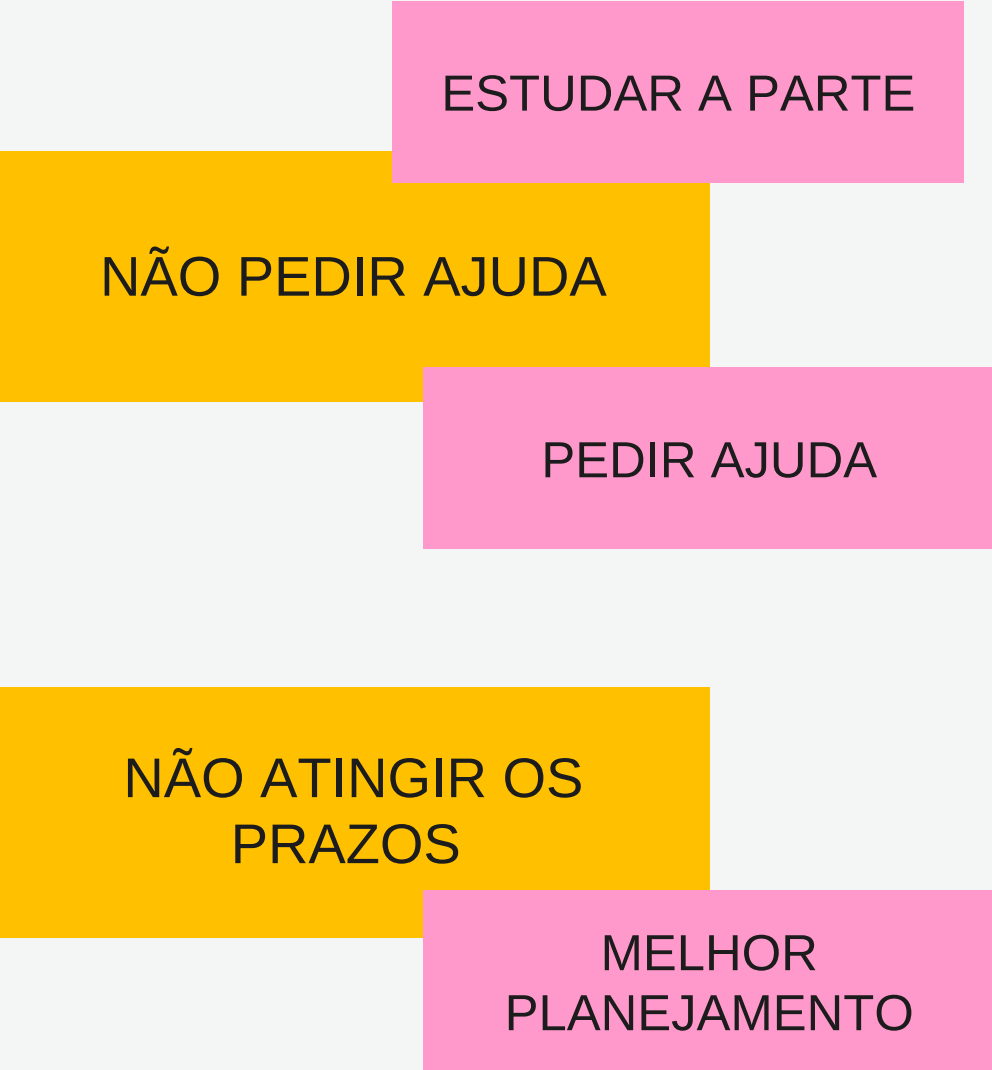 ESTUDAR A PARTE
NÃO PEDIR AJUDA
PEDIR AJUDA
NÃO ATINGIR OS
PRAZOS
MELHOR
PLANEJAMENTO